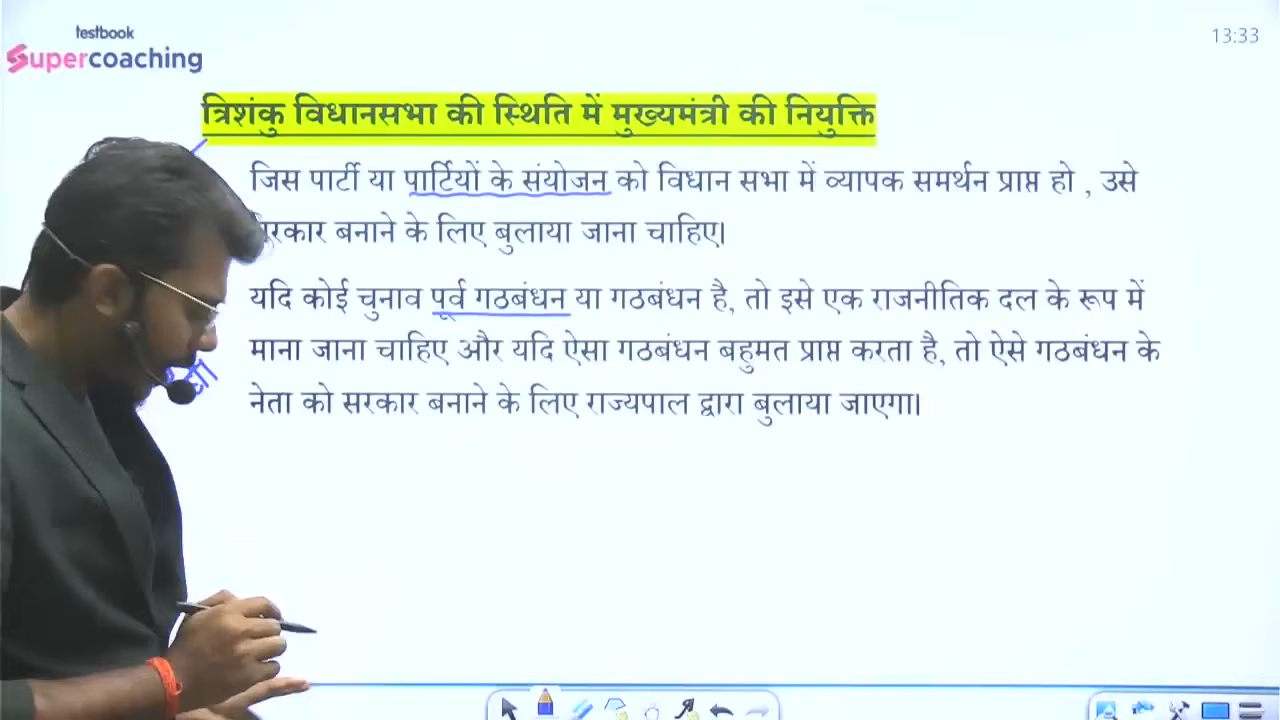 testbook
Supercoaching
13:33
त्रिशंकु विधानसभा की स्थिति में मुख्यमंत्री की नियुक्ति
जिस पार्टी या पार्टियों के संयोजन को विधान सभा में व्यापक समर्थन प्राप्त हो , उसे
बनाने के लिए बुलाया जाना चाहिए।
यदि कोई चुनाव पूर्व गठबंधन या गठबंधन है, तो इसे एक राजनीतिक दल के रूप में
माना जाना चाहिए और यदि ऐसा गठबंधन बहुमत प्राप्त करता है, तो ऐसे गठबंधन के
नेता को सरकार बनाने के लिए राज्यपाल द्वारा बुलाया जाएगा।